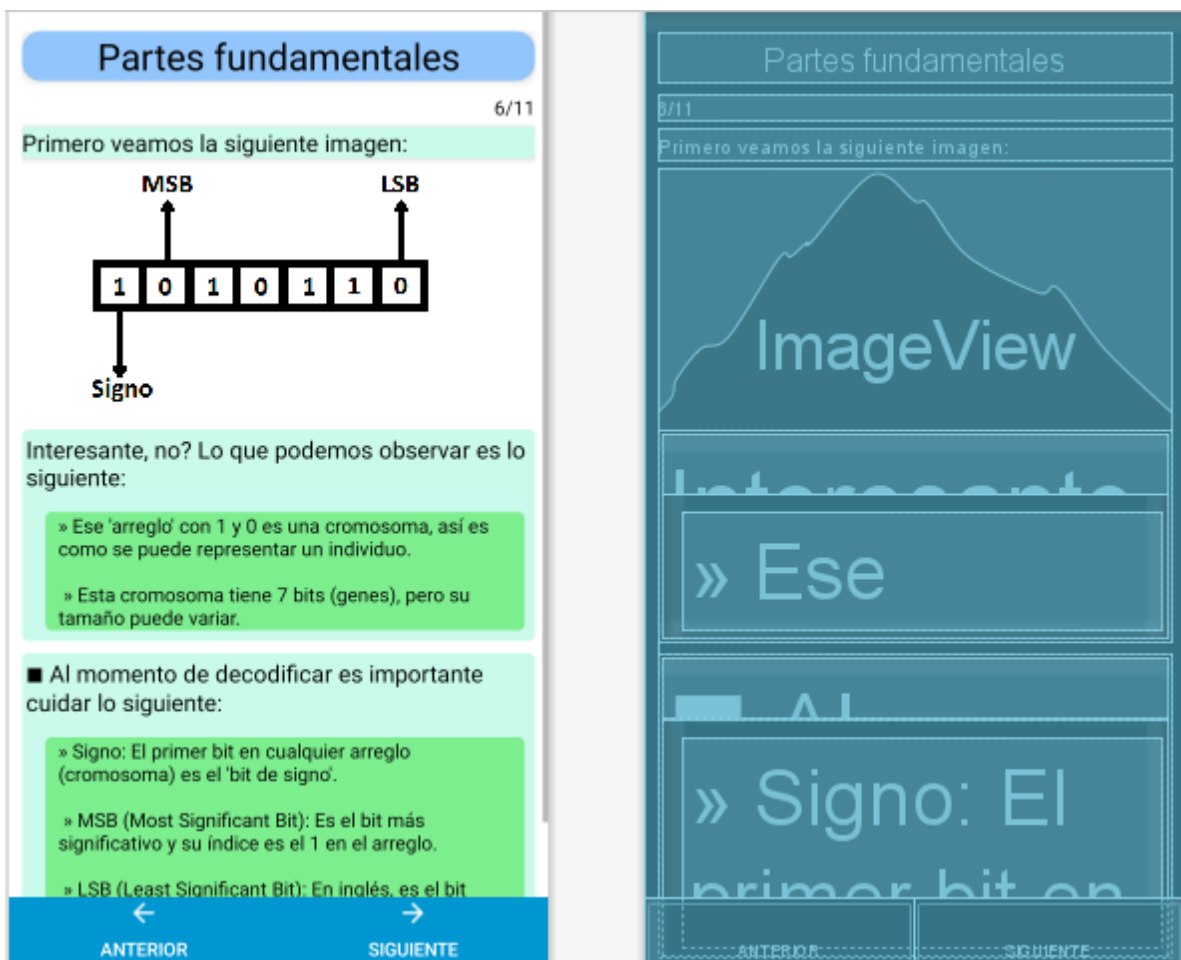 Partes fundamentales
6/11
Primero veamos la siguiente imagen:
MSB
LSB
1 0 1 0 1 1 0
Signo
Interesante, no? Lo que podemos observar es lo
siguiente:
» Ese 'arreglo' con 1 y 0 es una cromosoma, así es
como se puede representar un individuo.
» Esta cromosoma tiene 7 bits (genes), pero su
tamaño puede variar.
■ Al momento de decodificar es importante
cuidar lo siguiente:
» Signo: El primer bit en cualquier arreglo
(cromosoma) es el 'bit de signo'.
» MSB (Most Significant Bit): Es el bit más
significativo y su índice es el 1 en el arreglo.
» LSB (Least Significant Bit): En inglés, es el bit
ANTERIOR
SIGUIENTE
Partes fundamentales
6/11
Primero veamos la siguiente imagen:
ImageView
Interesante
» Ese
■ Al
» Signo: El
primer bit en
ANTERIOR
SIGUIENTE